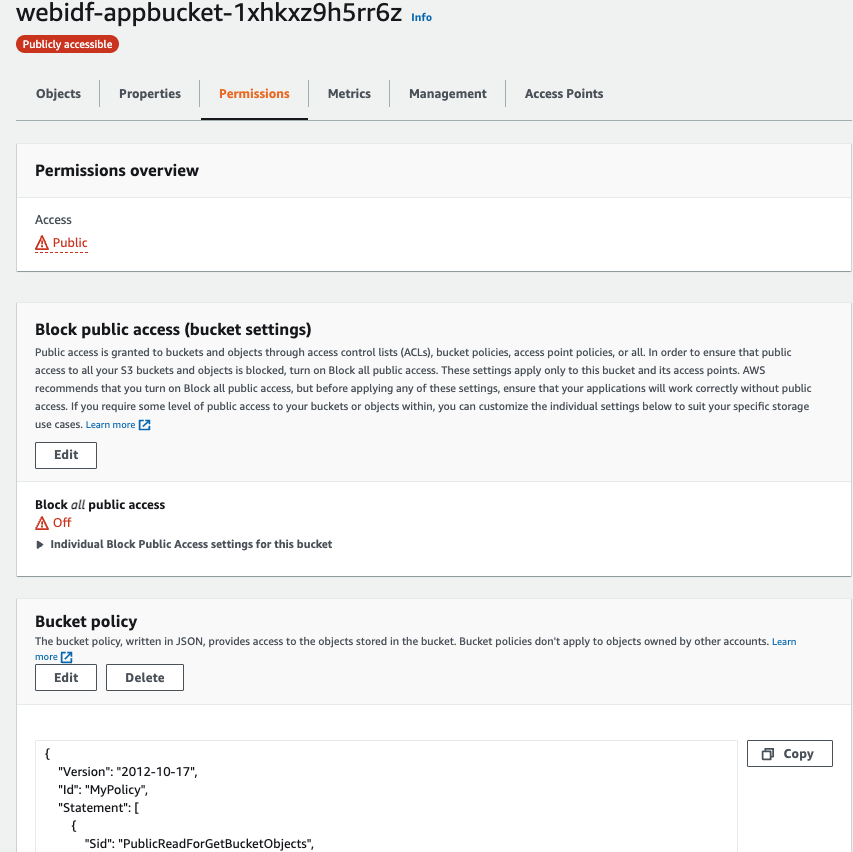 webidf-appbucket-1xhkxz9h5rr6z Info
Publicly accessible
Objects Properties Permissions Metrics Management Access Points
Permissions overview
Access
Public
Block public access (bucket settings)
Public access is granted to buckets and objects through access control lists (ACLs), bucket policies, access point policies, or all. In order to ensure that public
access to all your S3 buckets and objects is blocked, turn on Block all public access. These settings apply only to this bucket and its access points. AWS
recommends that you turn on Block all public access, but before applying any of these settings, ensure that your applications will work correctly without public
access. If you require some level of public access to your buckets or objects within, you can customize the individual settings below to suit your specific storage
use cases. Learn more
Edit
Block all public access
Off
Individual Block Public Access settings for this bucket
Bucket policy
The bucket policy, written in JSON, provides access to the objects stored in the bucket. Bucket policies don't apply to objects owned by other accounts. Learn
more
Edit Delete
Copy
{
"Version": "2012-10-17",
"Id": "MyPolicy",
"Statement": [
{
"Sid": "PublicReadForGetBucketObjects",